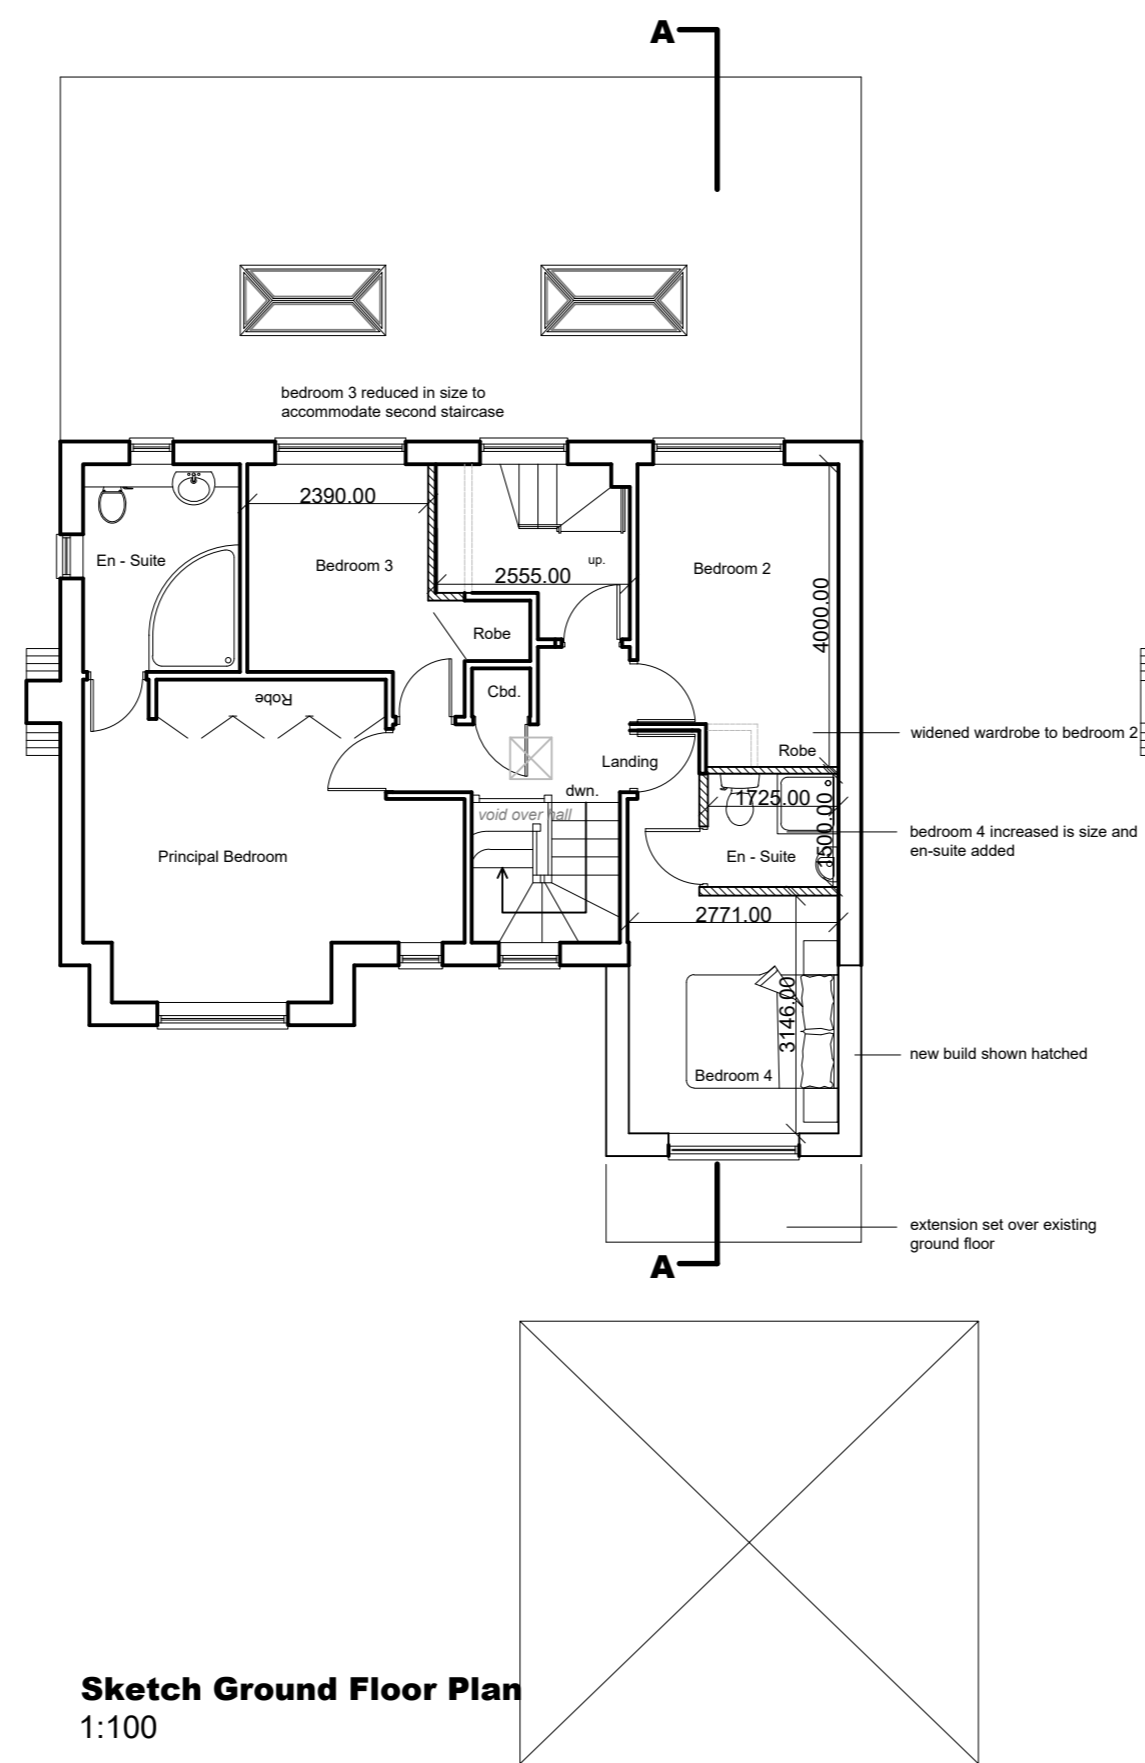 A
bedroom 3 reduced in size to
accommodate second staircase
2390.00
En - Suite
Bedroom 3
up.
2555.00
Bedroom 2
4000.00
Robe
Cbd.
Robe
widened wardrobe to bedroom 2
Robe
Landing
dwn.
1725.00
void over hall
1500.00
bedroom 4 increased is size and
en-suite added
Principal Bedroom
En - Suite
2771.00
3146.00
new build shown hatched
Bedroom 4
extension set over existing
ground floor
A
Sketch Ground Floor Plan
1:100